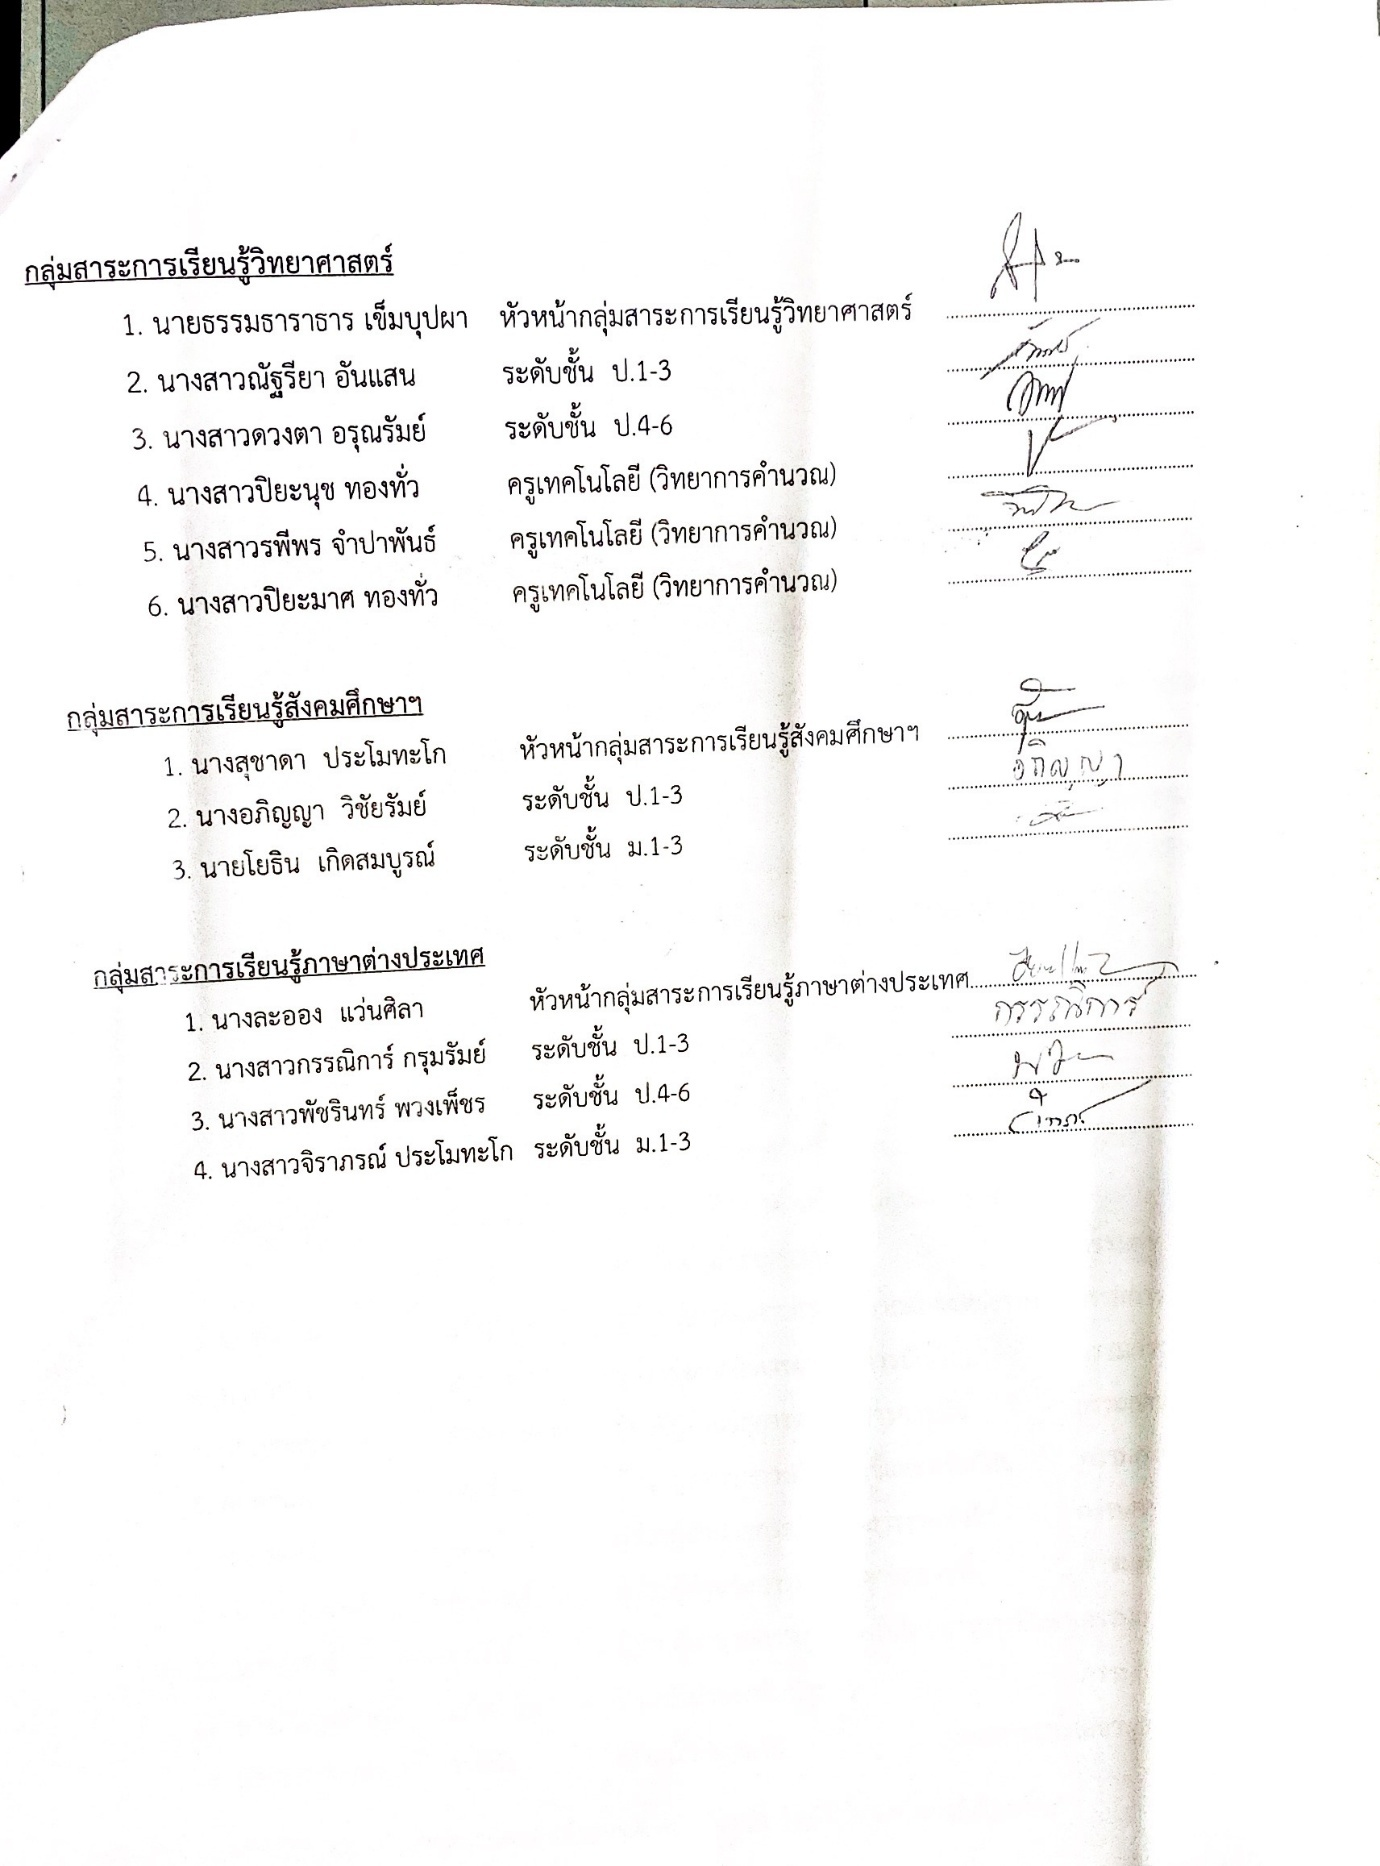 กลุ่มสาระการเรียนรู้วิทยาศาสตร์
1. นายธรรมธาราธาร เข็มบุปผา หัวหน้ากลุ่มสาระการเรียนรู้วิทยาศาสตร์
2. นางสาวณัฐรียา อันแสน ระดับชั้น ป.1-3
3. นางสาวดวงตา อรุณรัมย์ ระดับชั้น ป.4-6
4. นางสาวปิยะนุช ทองทั่ว ครูเทคโนโลยี (วิทยาการคำนวณ)
5. นางสาวรพีพร จำปาพันธ์ ครูเทคโนโลยี (วิทยาการคำนวณ)
6. นางสาวปิยะมาศ ทองทั่ว ครูเทคโนโลยี (วิทยาการคำนวณ)
กลุ่มสาระการเรียนรู้สังคมศึกษาฯ
1. นางสุชาดา ประโมทะโก หัวหน้ากลุ่มสาระการเรียนรู้สังคมศึกษาฯ
2. นางอภิญญา วิชัยรัมย์ ระดับชั้น ป.1-3 อภิญญา
3. นายโยธิน เกิดสมบูรณ์ ระดับชั้น ม.1-3
กลุ่มสาระการเรียนรู้ภาษาต่างประเทศ
1. นางละออง แว่นศิลา หัวหน้ากลุ่มสาระการเรียนรู้ภาษาต่างประเทศ
2. นางสาวกรรณิการ์ กรุมรัมย์ ระดับชั้น ป.1-3 กรรณิการ์
3. นางสาวพัชรินทร์ พวงเพ็ชร ระดับชั้น ป.4-6
4. นางสาวจิราภรณ์ ประโมทะโก ระดับชั้น ม.1-3